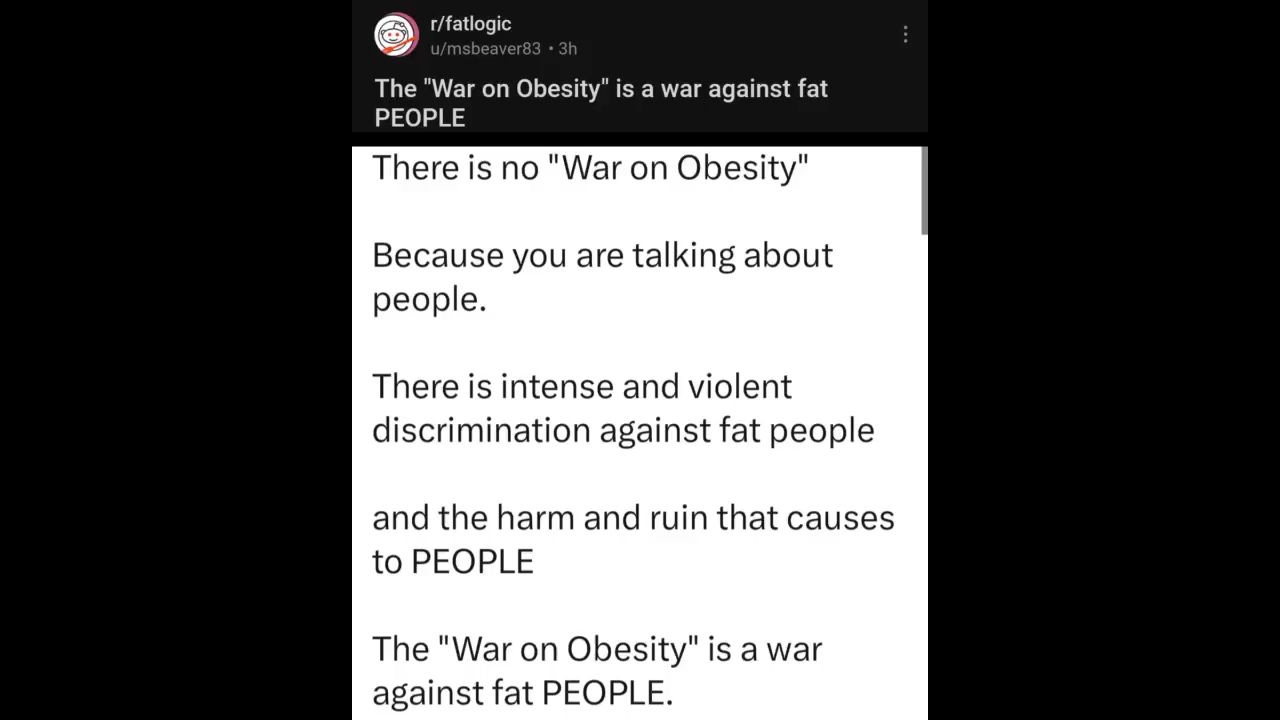 r/fatlogic
u/msbeaver83 • 3h
The "War on Obesity" is a war against fat
PEOPLE
There is no "War on Obesity"
Because you are talking about
people.
There is intense and violent
discrimination against fat people
and the harm and ruin that causes
to PEOPLE
The "War on Obesity" is a war
against fat PEOPLE.